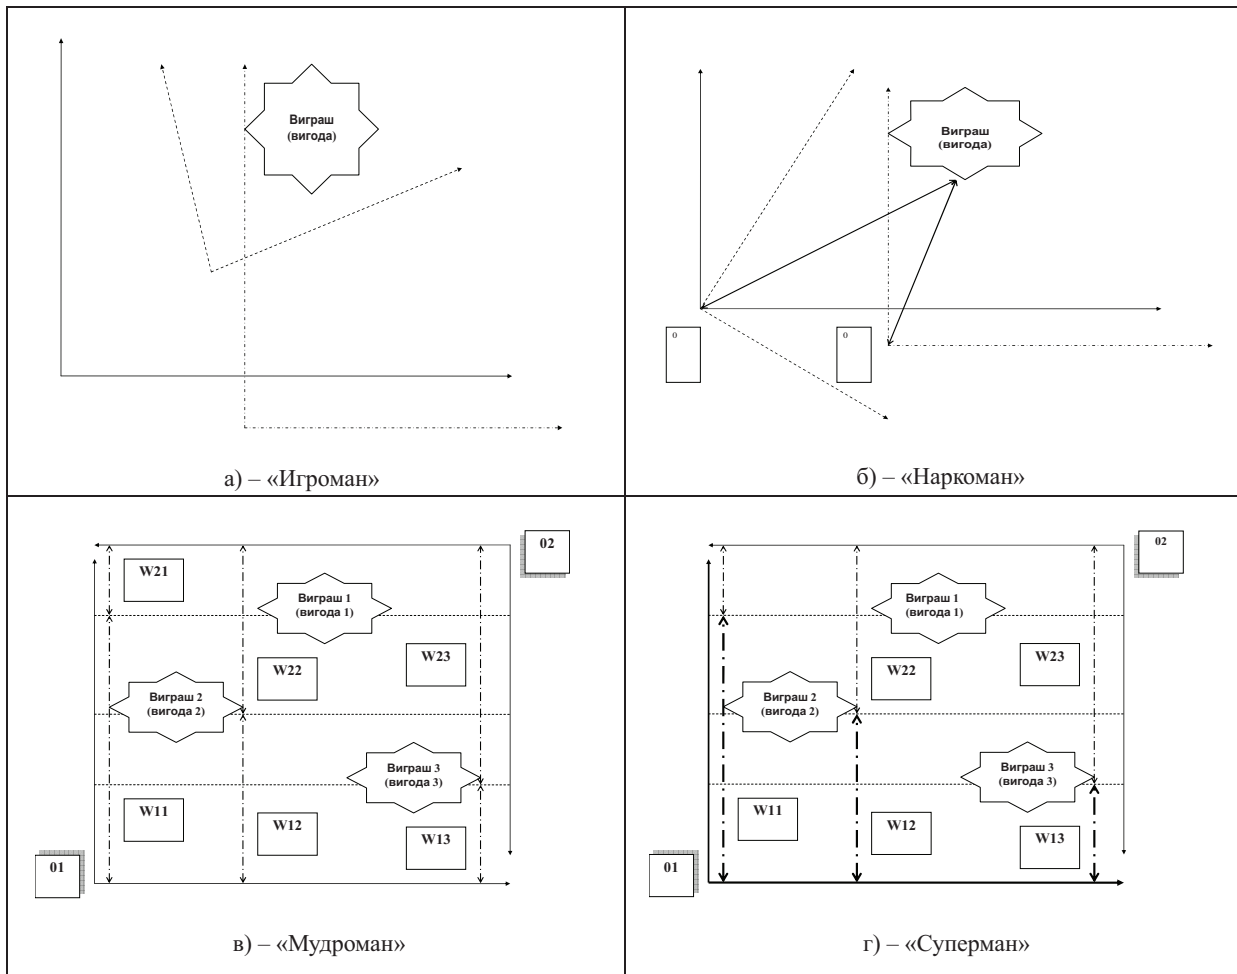 Виграш
(вигода)
а) – «Игроман»
Виграш
(вигода)
0
0
б) – «Наркоман»
02
W21
Виграш 1
(вигода 1)
W23
W22
Виграш 2
(вигода 2)
Виграш 3
(вигода 3)
W11
W12
W13
01
в) – «Мудроман»
02
Виграш 1
(вигода 1)
W23
W22
Виграш 2
(вигода 2)
Виграш 3
(вигода 3)
W11
W12
W13
01
г) – «Суперман»